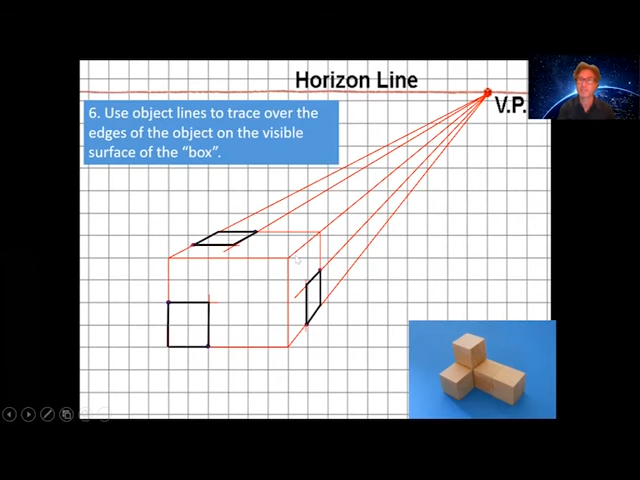 Horizon Line
V.P.
6. Use object lines to trace over the
edges of the object on the visible
surface of the “box”.